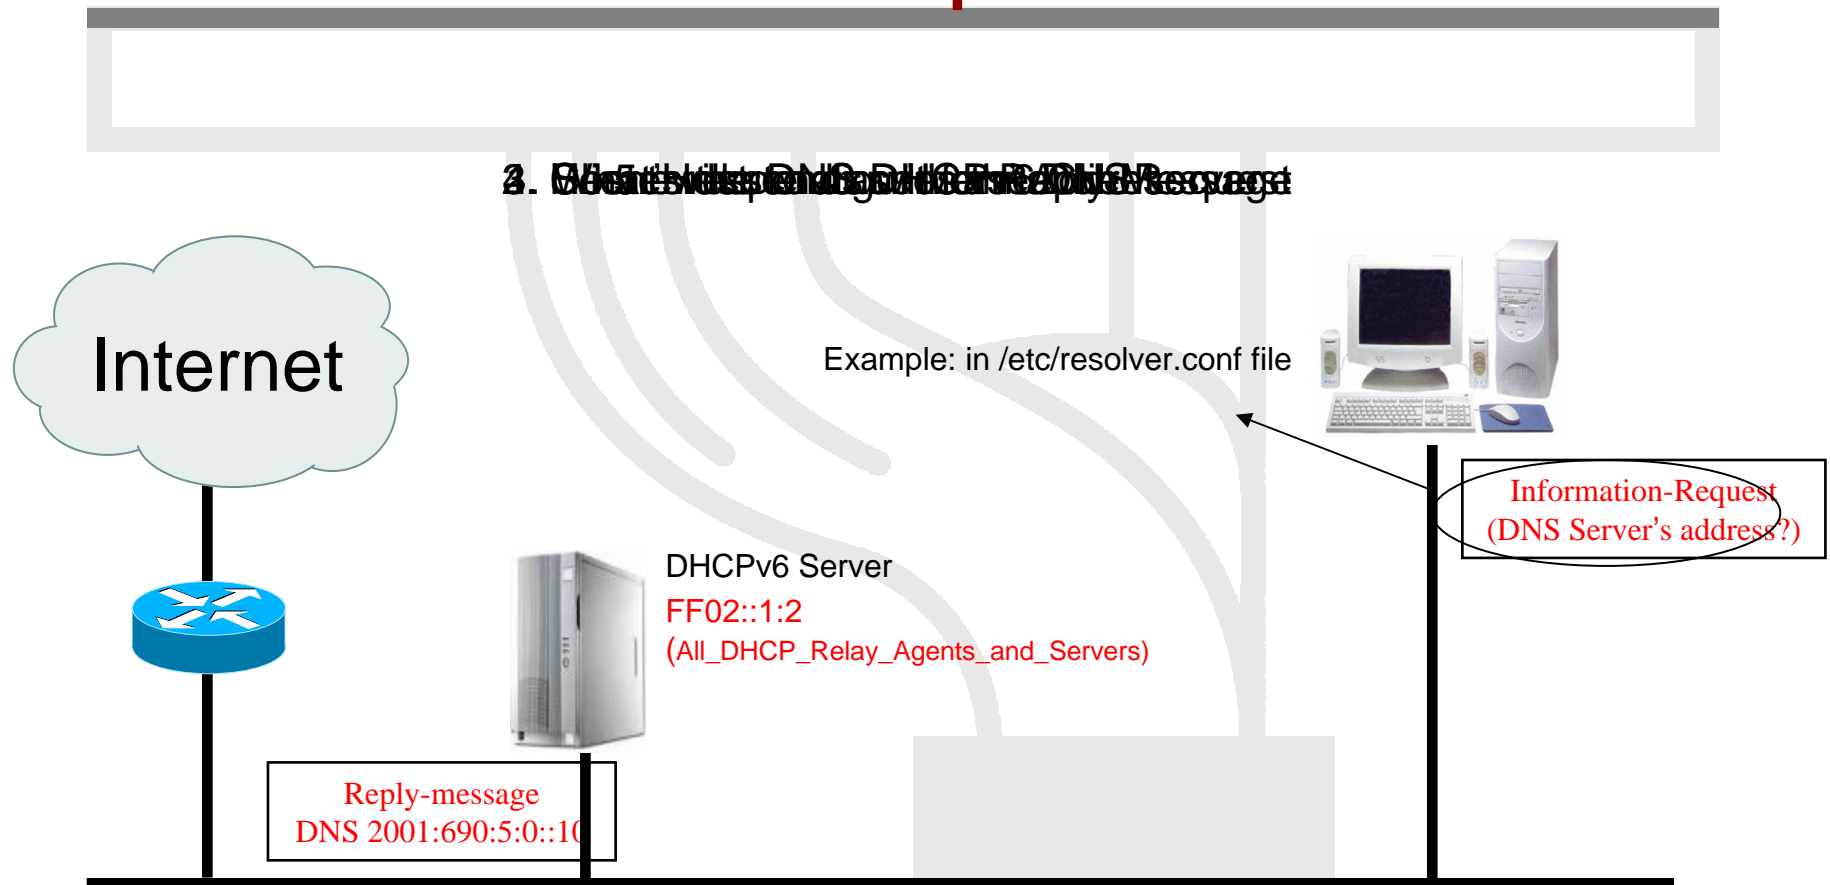 Internet
Example: in /etc/resolver.conf file
Information-Request
(DNS Server’s address?)
DHCPv6 Server
FF02::1:2
(All_DHCP_Relay_Agents_and_Servers)
Reply-message
DNS 2001:690:5:0::10